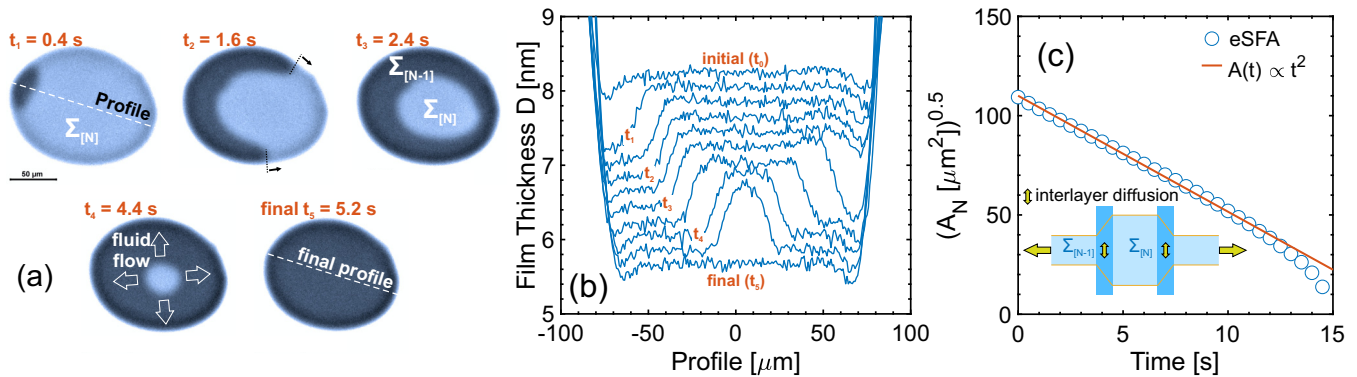 t₁ = 0.4 s
t₂ = 1.6 s
t₃ = 2.4 s
Profile
Σ[N]
Σ[N-1]
Σ[N]
50 μm
t₄ = 4.4 s
final t₅ = 5.2 s
fluid
flow
final profile
(a)
9
8
7
6
5
Film Thickness D [nm]
initial (t₀)
t₁
t₂
t₃
t₄
final (t₅)
(b)
-100
-50
0
50
100
Profile [μm]
(c)
eSFA
A(t) ∝ t²
150
100
50
0
(A_N [μm²])^0.5
interlayer diffusion
Σ[N-1]
Σ[N]
0
5
10
15
Time [s]